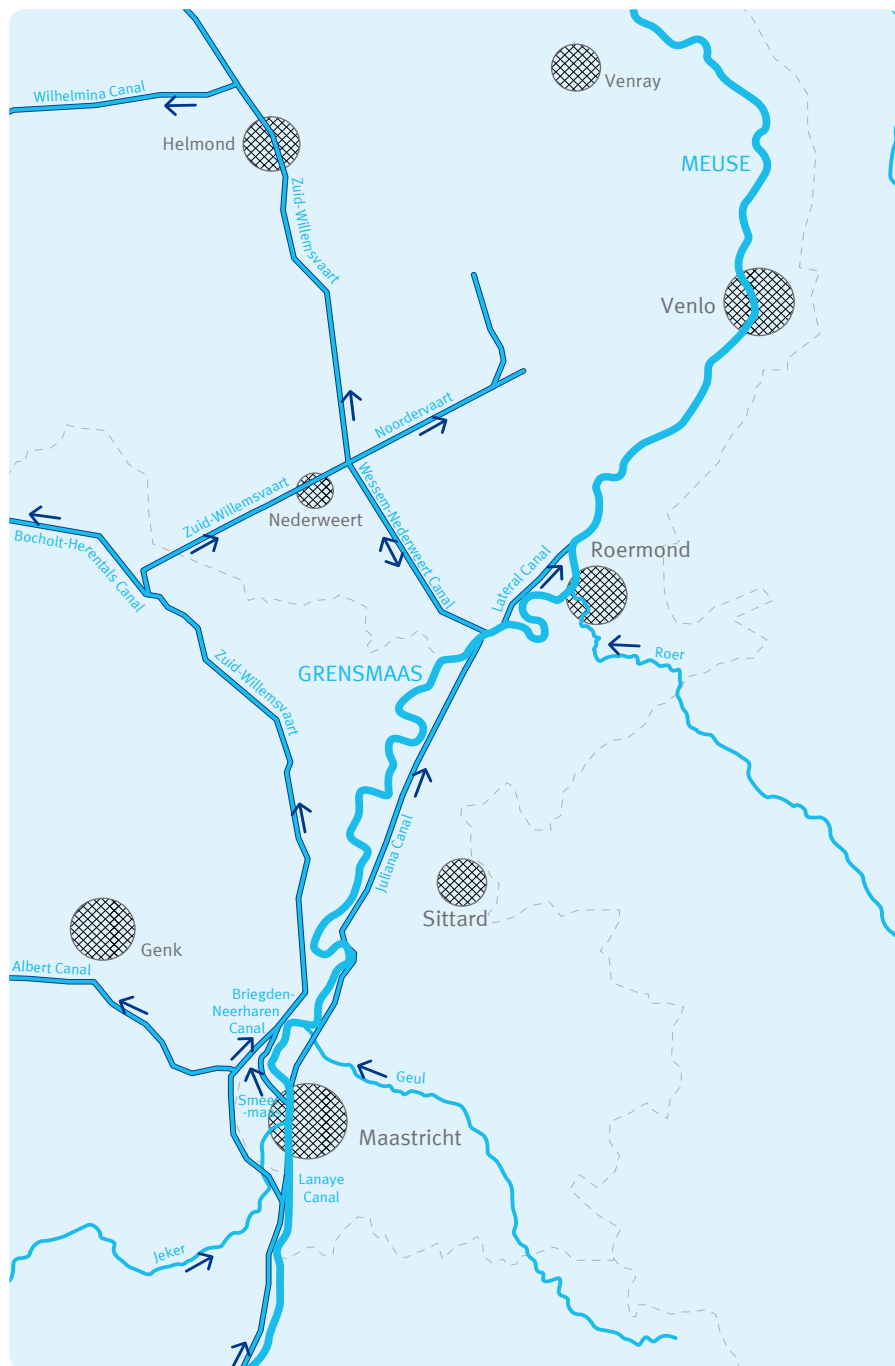 Venray
Wilhelmina Canal
Helmond
MEUSE
Zuid-Willemsvaart
Venlo
Noordervaart
Zuid-Willemsvaart
Wessem-Nederweert Canal
Nederweert
Bocholt-Herentals Canal
Roermond
Lateral Canal
Roer
Zuid-Willemsvaart
GRENSMAAS
Juliana Canal
Sittard
Genk
Albert Canal
Briegden-
Neerharen
Canal
Geul
Smeer
-maas
Maastricht
Lanaye
Canal
Jeker